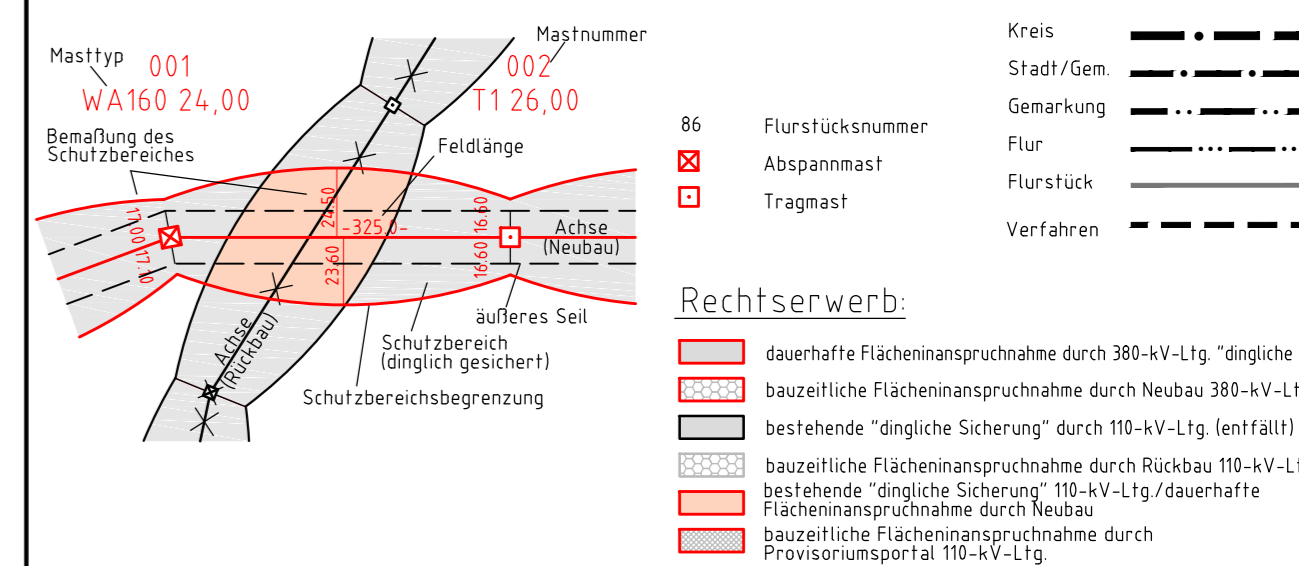 Masttyp
001
WA160 24,00
Mastnummer
002
T1 26,00
Bemaßung des
Schutzbereiches
Feldlänge
24.50
-325.0-
23.60
17.00
17.10
16.60
16.60
Achse
(Neubau)
äußeres Seil
Achse
(Rückbau)
Schutzbereich
(dinglich gesichert)
Schutzbereichsbegrenzung
86 Flurstücksnummer
Abspannmast
Tragmast
Kreis
Stadt/Gem.
Gemarkung
Flur
Flurstück
Verfahren
Rechtserwerb:
dauerhafte Flächeninanspruchnahme durch 380-kV-Ltg. "dingliche
bauzeitliche Flächeninanspruchnahme durch Neubau 380-kV-Lt
bestehende "dingliche Sicherung" durch 110-kV-Ltg. (entfällt)
bauzeitliche Flächeninanspruchnahme durch Rückbau 110-kV-Lt
bestehende "dingliche Sicherung" 110-kV-Ltg./dauerhafte
Flächeninanspruchnahme durch Neubau
bauzeitliche Flächeninanspruchnahme durch
Provisoriumsportal 110-kV-Ltg.